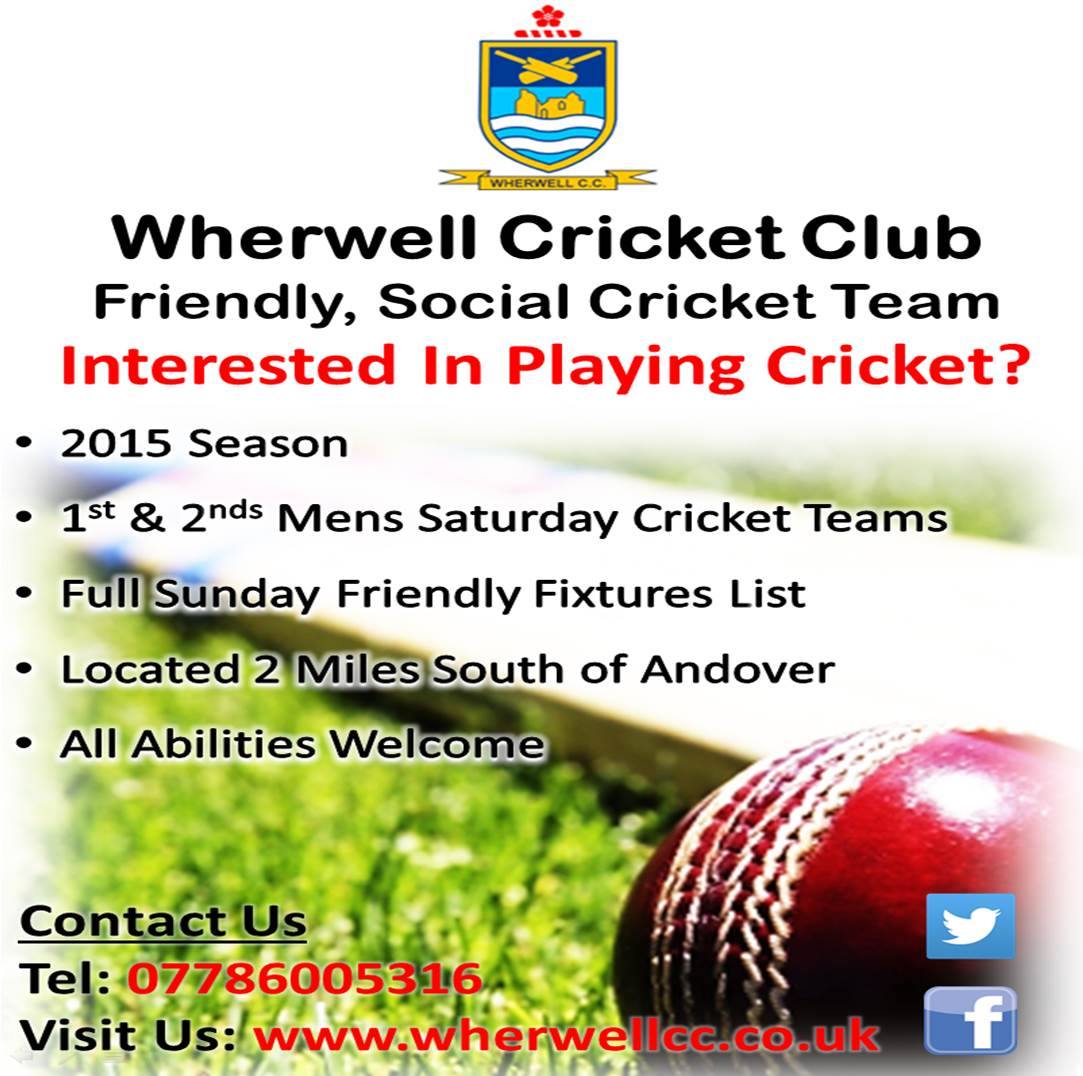 WHERWELL C.C.
Wherwell Cricket Club
Friendly, Social Cricket Team
Interested In Playing Cricket?
• 2015 Season
• 1st & 2nds Mens Saturday Cricket Teams
• Full Sunday Friendly Fixtures List
• Located 2 Miles South of Andover
• All Abilities Welcome
Contact Us
Tel: 07786005316
Visit Us: www.wherwellcc.co.uk
f